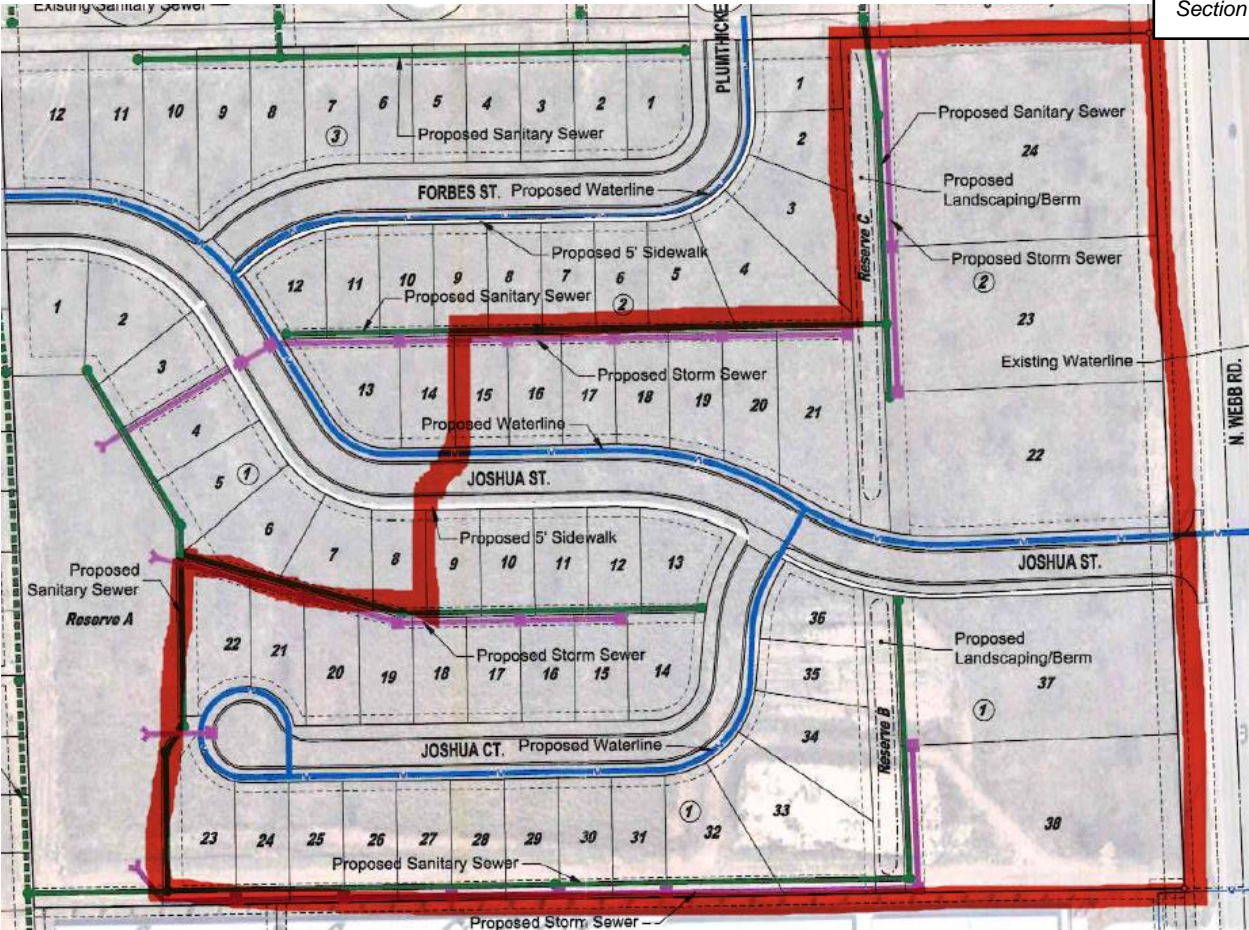 Existing Sanitary Sewer
Section
PLUMTHICKE
12 11 10 9 8 7 6 5 4 3 2 1
3
Proposed Sanitary Sewer
1
2
3
Proposed Sanitary Sewer
24
Proposed
Landscaping/Berm
Reserve C
FORBES ST. Proposed Waterline
Proposed 5' Sidewalk
Proposed Storm Sewer
2
12 11 10 9 8 7 6 5 4
Proposed Sanitary Sewer
2
23
Existing Waterline
N. WEBB RD.
1 2 3 4 5 6 7 8
1
Proposed Storm Sewer
13 14 15 16 17 18 19 20 21
Proposed Waterline
22
JOSHUA ST.
Proposed 5' Sidewalk
9 10 11 12 13
JOSHUA ST.
Proposed
Sanitary Sewer
Reserve A
36
35
34
33
Proposed
Landscaping/Berm
37
1
Reserve B
Proposed Storm Sewer
22 21 20 19 18 17 16 15 14
JOSHUA CT. Proposed Waterline
1
23 24 25 26 27 28 29 30 31 32
38
Proposed Sanitary Sewer
Proposed Storm Sewer